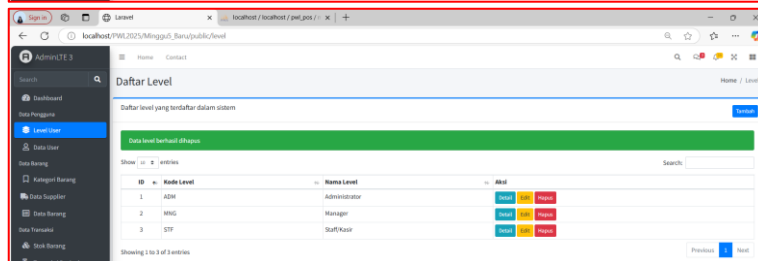 Sign in
Laravel
localhost / localhost / pwl_pos /
localhost/PWL2025/Minggu5_Baru/public/level
AdminLTE 3
Home Contact
Search
Daftar Level
Home / Level
Dashboard
Data Pengguna
Daftar level yang terdaftar dalam sistem
Tambah
Level User
Data User
Data level berhasil dihapus
Data Barang
Show entries
Search:
Kategori Barang
ID Kode Level Nama Level Aksi
Data Supplier
1 ADM Administrator Detail Edit Hapus
Data Barang
2 MNG Manager Detail Edit Hapus
Data Transaksi
3 STF Staff/Kasir Detail Edit Hapus
Stok Barang
Showing 1 to 3 of 3 entries
Previous 1 Next